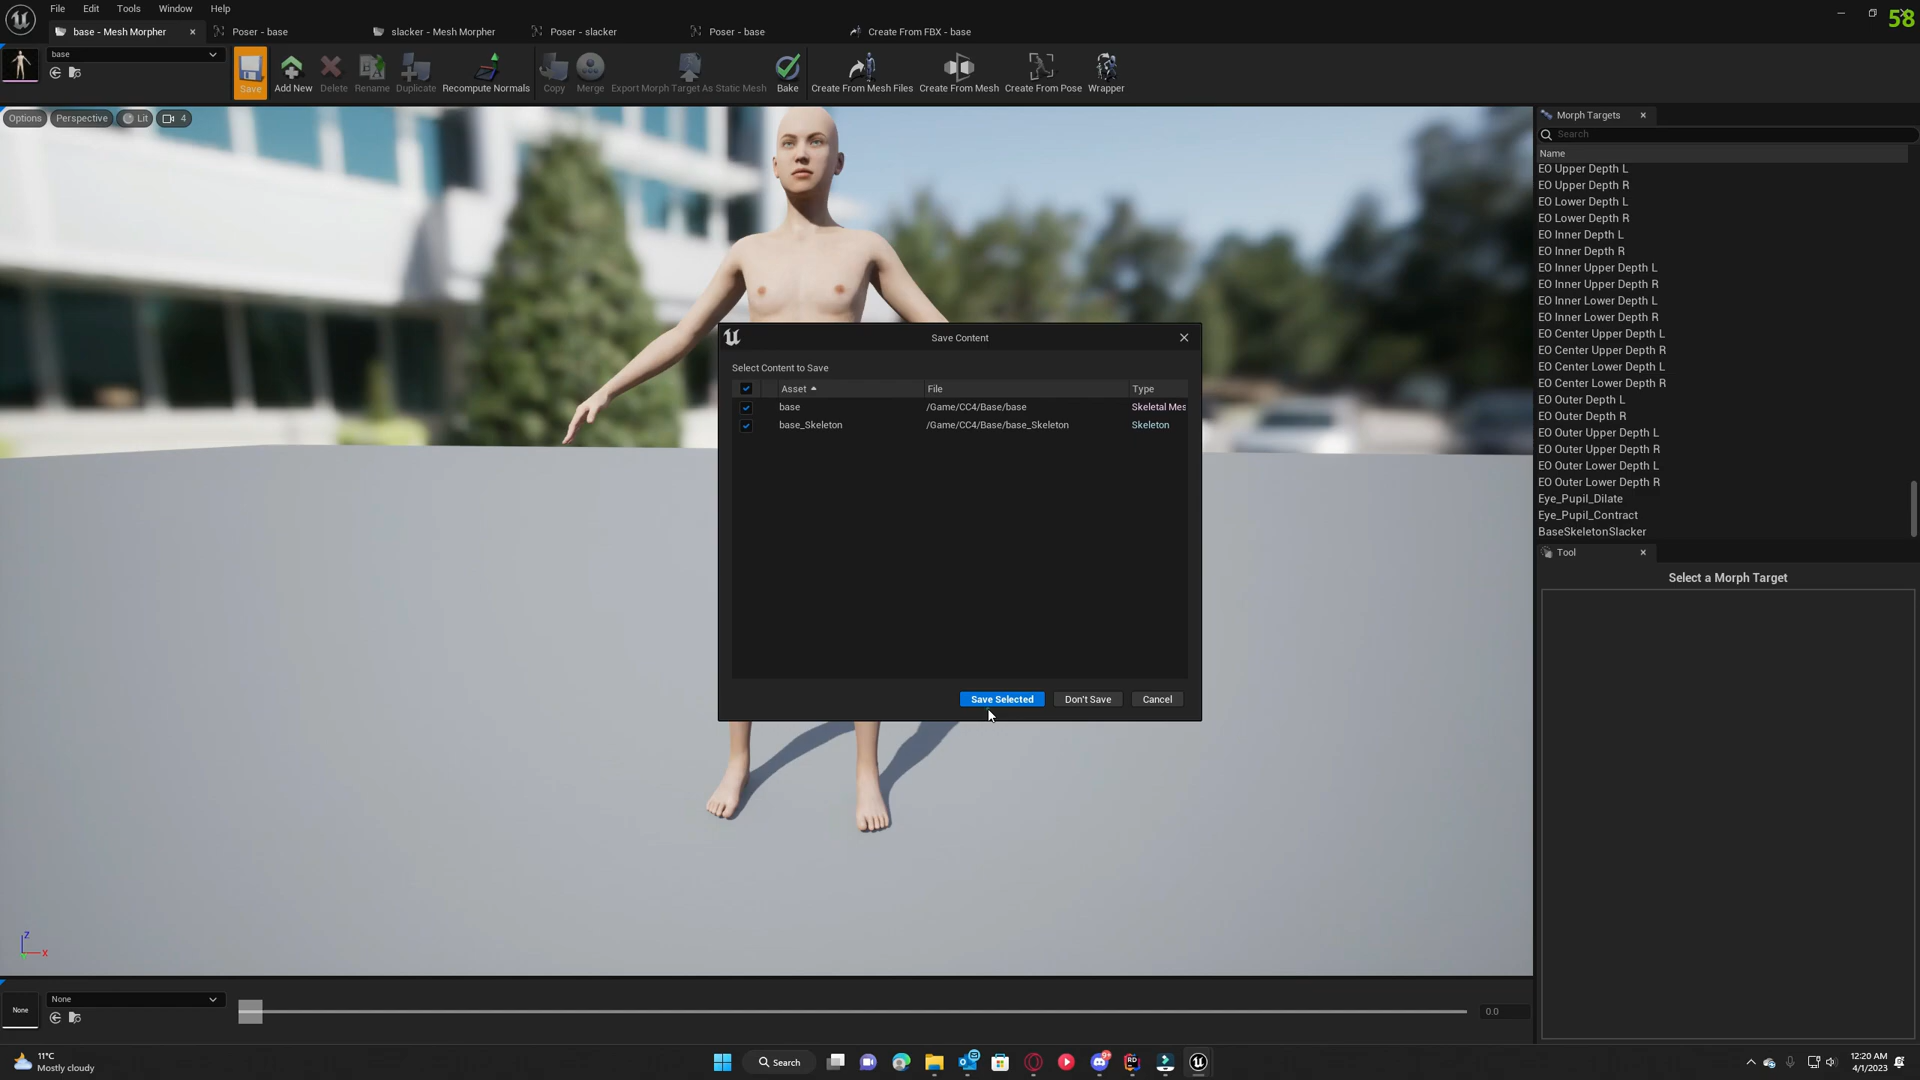 File Edit Tools Window Help
58
base - Mesh Morpher
Poser - base
slacker - Mesh Morpher
Poser - slacker
Poser - base
Create From FBX - base
base
Save
Add New
Delete
Rename
Duplicate
Recompute Normals
Copy
Merge
Export Morph Target As Static Mesh
Bake
Create From Mesh Files
Create From Mesh
Create From Pose
Wrapper
Options
Perspective
Lit
4
Morph Targets
Search
Name
EO Upper Depth L
EO Upper Depth R
EO Lower Depth L
EO Lower Depth R
EO Inner Depth L
EO Inner Depth R
EO Inner Upper Depth L
EO Inner Upper Depth R
EO Inner Lower Depth L
EO Inner Lower Depth R
EO Center Upper Depth L
EO Center Upper Depth R
EO Center Lower Depth L
EO Center Lower Depth R
EO Outer Depth L
EO Outer Depth R
EO Outer Upper Depth L
EO Outer Upper Depth R
EO Outer Lower Depth L
EO Outer Lower Depth R
Eye_Pupil_Dilate
Eye_Pupil_Contract
BaseSkeletonSlacker
Tool
Select a Morph Target
Save Content
Select Content to Save
Asset File Type
base /Game/CC4/Base/base Skeletal Mes
base_Skeleton /Game/CC4/Base/base_Skeleton Skeleton
Save Selected
Don't Save
Cancel
Z
X
None
None
0.0
11°C
Mostly cloudy
Search
12:20 AM
4/1/2023